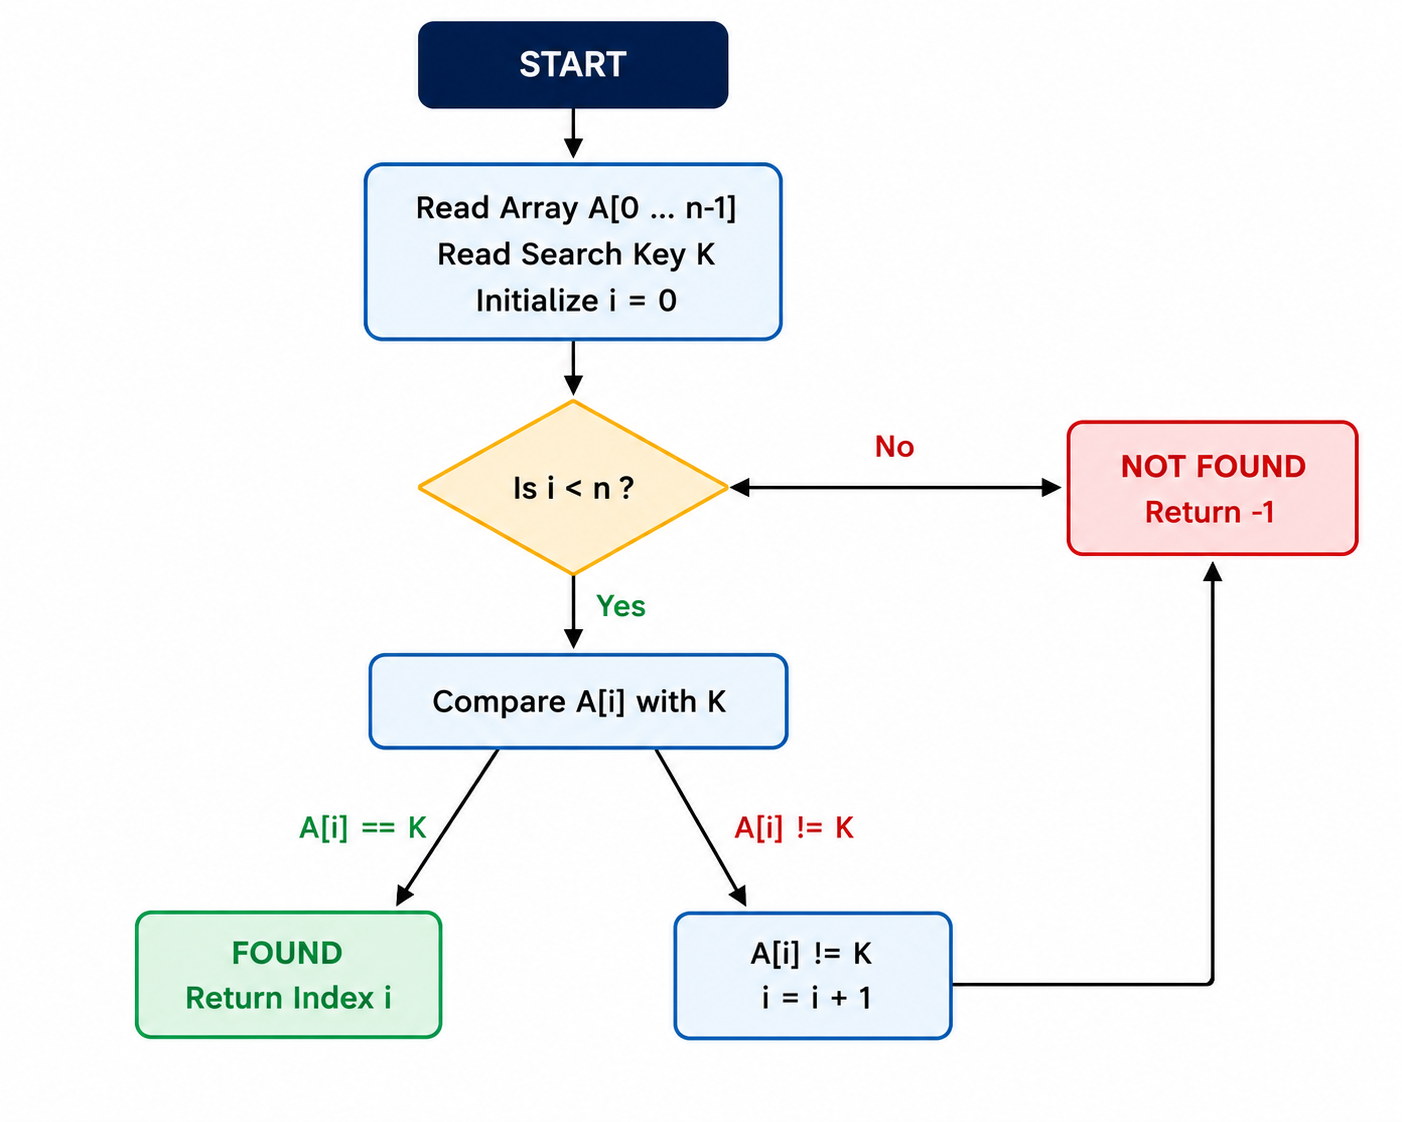 START
Read Array A[0 ... n-1]
Read Search Key K
Initialize i = 0
Is i < n ?
No
NOT FOUND
Return -1
Yes
Compare A[i] with K
A[i] == K
A[i] != K
FOUND
Return Index i
A[i] != K
i = i + 1